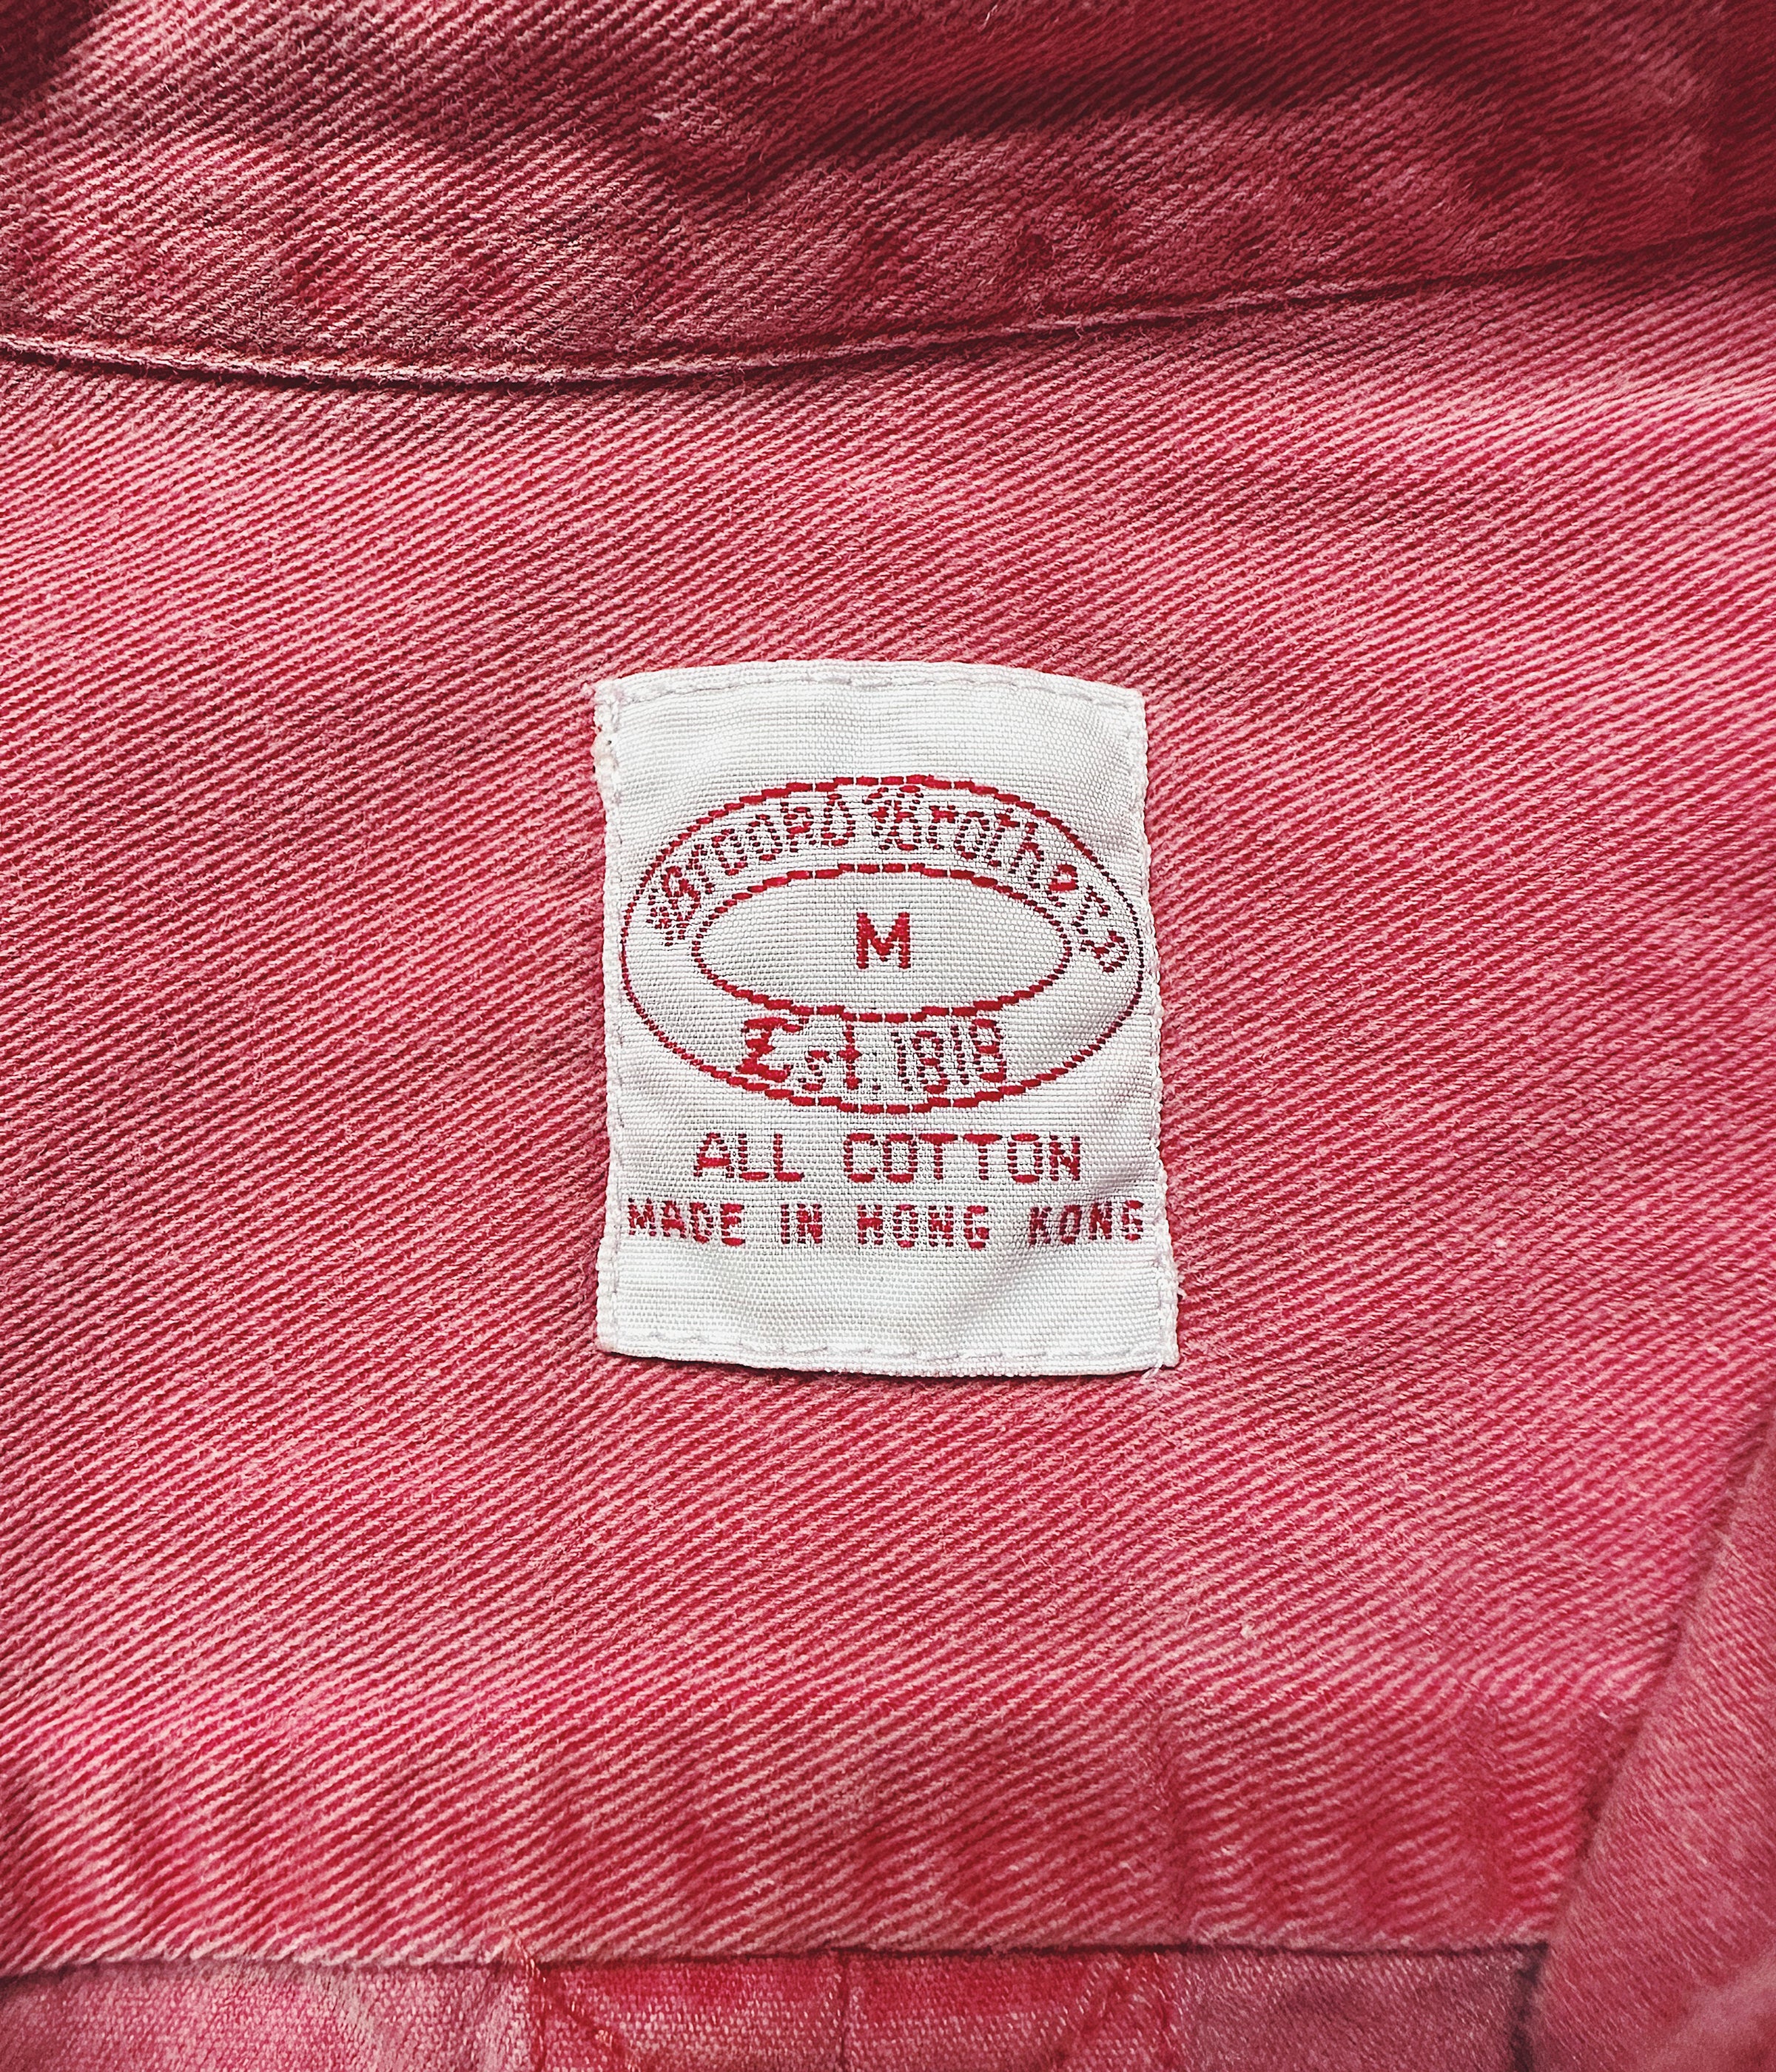 Brooks Brothers
M
Est. 1818
ALL COTTON
MADE IN HONG KONG